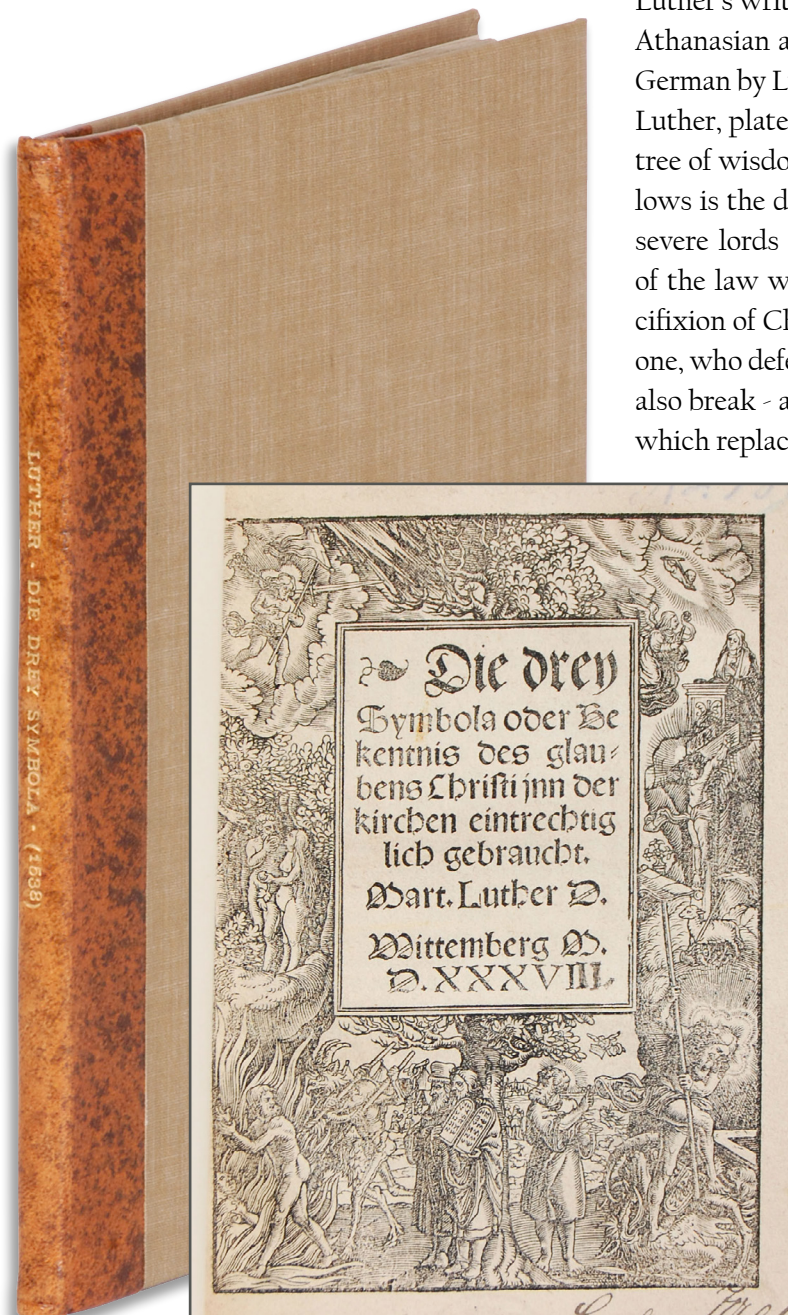 Luther's writ
Athanasian a
German by L
Luther, plate
tree of wisdo
lows is the d
severe lords
of the law w
cifixion of Ch
one, who defe
also break - a
which replac
LUTHER · DIE DREY SYMBOLA · (1538)
Die drey
Symbola oder Be
kentnis des glau⸗
bens Christi jnn der
kirchen eintrechtig
lich gebraucht.
Mart. Luther D.
Wittemberg M.
D. XXXVIII.